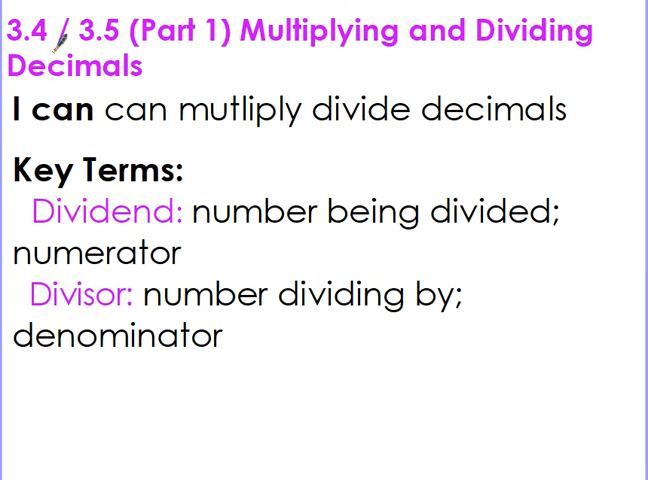 3.4 / 3.5 (Part 1) Multiplying and Dividing
Decimals
I can can mutliply divide decimals
Key Terms:
Dividend: number being divided;
numerator
Divisor: number dividing by;
denominator